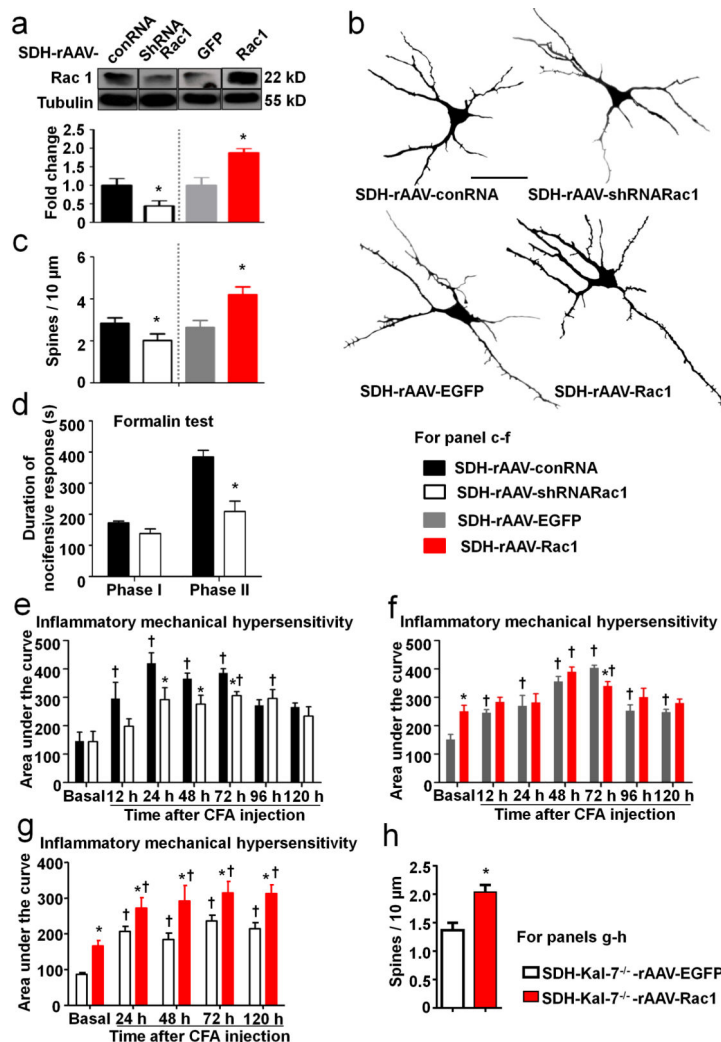 a
SDH-rAAV- conRNA ShRNA Rac1 GFP Rac1
Rac 1 22 kD
Tubulin 55 kD
Fold change
2.5
2.0
1.5
1.0
0.5
0
*
*
b
SDH-rAAV-conRNA SDH-rAAV-shRNARac1
SDH-rAAV-EGFP SDH-rAAV-Rac1
c
Spines / 10 µm
6
4
2
0
*
*
d
Formalin test
Duration of
nocifensive response (s)
500
400
300
200
100
0
*
Phase I Phase II
For panel c-f
SDH-rAAV-conRNA
SDH-rAAV-shRNARac1
SDH-rAAV-EGFP
SDH-rAAV-Rac1
e
Inflammatory mechanical hypersensitivity
Area under the curve
500
400
300
200
100
0
† † † † * * *† †
Basal 12 h 24 h 48 h 72 h 96 h 120 h
Time after CFA injection
f
Inflammatory mechanical hypersensitivity
Area under the curve
500
400
300
200
100
0
* † † † † † *† † †
Basal 12 h 24 h 48 h 72 h 96 h 120 h
Time after CFA injection
g
Inflammatory mechanical hypersensitivity
Area under the curve
400
300
200
100
0
* † *† † *† † *† † *†
Basal 24 h 48 h 72 h 120 h
Time after CFA injection
h
Spines / 10 µm
2.5
2.0
1.5
1.0
0.5
0
*
For panels g-h
SDH-Kal-7-/--rAAV-EGFP
SDH-Kal-7-/--rAAV-Rac1